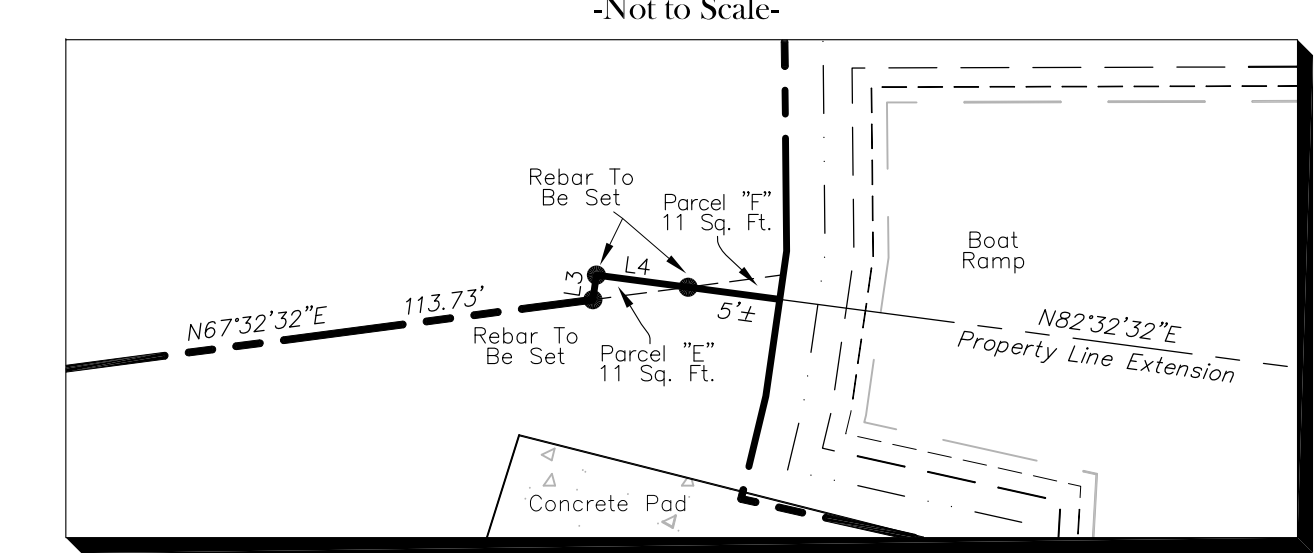 -Not to Scale-
Rebar To
Be Set
Parcel "F"
11 Sq. Ft.
Boat
Ramp
L3
L4
N67°32'32"E
113.73'
5'±
N82°32'32"E
Property Line Extension
Rebar To
Be Set
Parcel "E"
11 Sq. Ft.
Concrete Pad